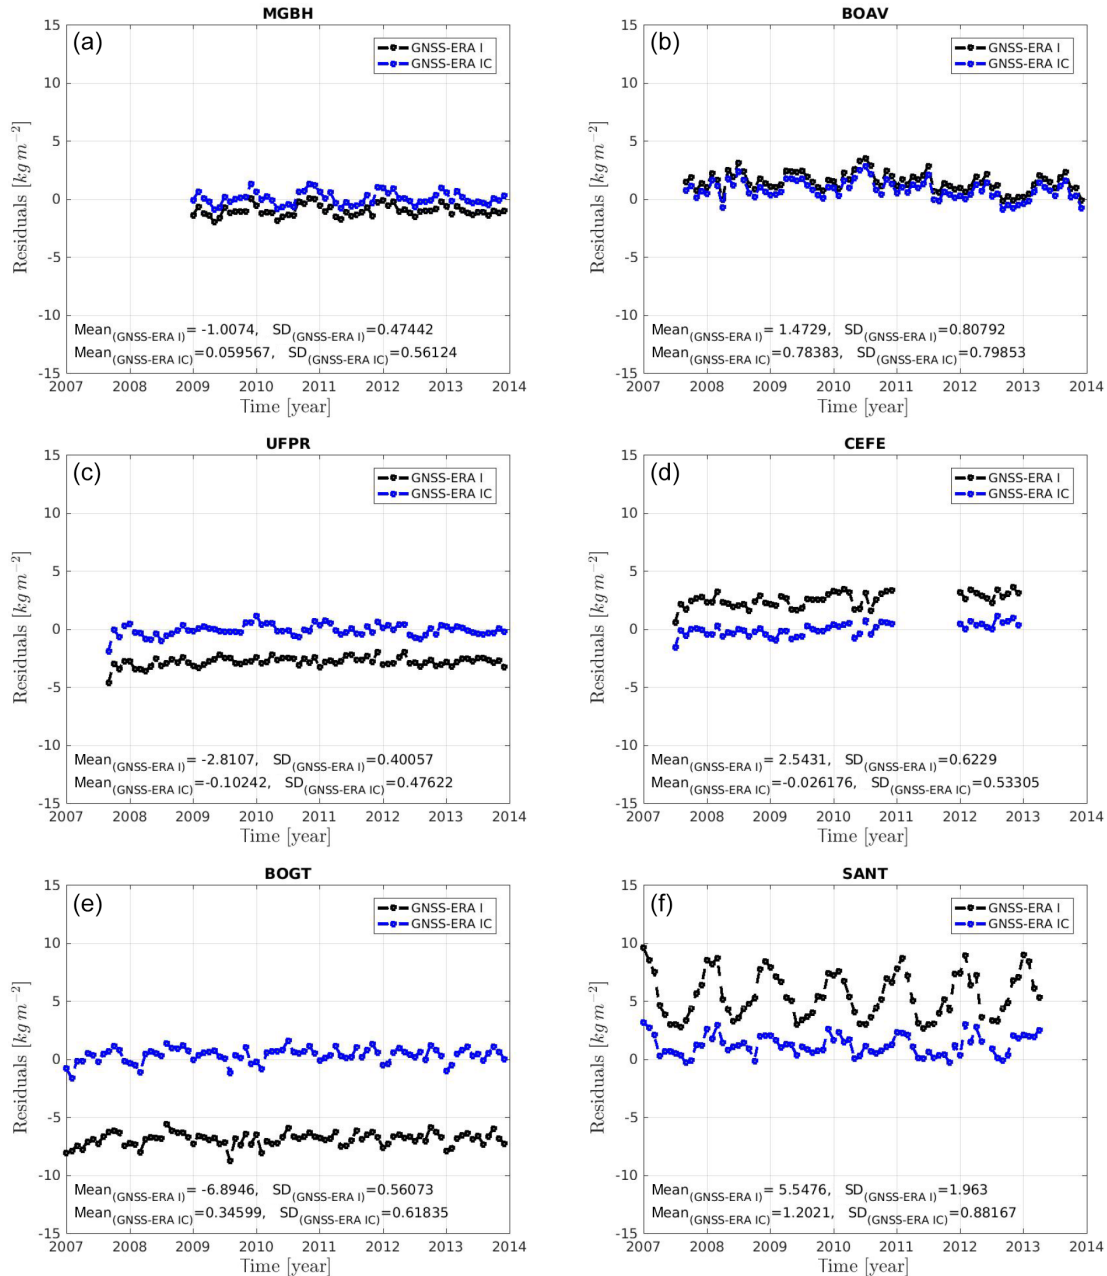 MGBH
(a)
GNSS-ERA I
GNSS-ERA IC
15
10
5
0
-5
-10
-15
Residuals [kg m⁻²]
Mean(GNSS-ERA I)= -1.0074, SD(GNSS-ERA I)=0.47442
Mean(GNSS-ERA IC)=0.059567, SD(GNSS-ERA IC)=0.56124
2007 2008 2009 2010 2011 2012 2013 2014
Time [year]
BOAV
(b)
GNSS-ERA I
GNSS-ERA IC
15
10
5
0
-5
-10
-15
Residuals [kg m⁻²]
Mean(GNSS-ERA I)= 1.4729, SD(GNSS-ERA I)=0.80792
Mean(GNSS-ERA IC)=0.78383, SD(GNSS-ERA IC)=0.79853
2007 2008 2009 2010 2011 2012 2013 2014
Time [year]
UFPR
(c)
GNSS-ERA I
GNSS-ERA IC
15
10
5
0
-5
-10
-15
Residuals [kg m⁻²]
Mean(GNSS-ERA I)= -2.8107, SD(GNSS-ERA I)=0.40057
Mean(GNSS-ERA IC)=-0.10242, SD(GNSS-ERA IC)=0.47622
2007 2008 2009 2010 2011 2012 2013 2014
Time [year]
CEFE
(d)
GNSS-ERA I
GNSS-ERA IC
15
10
5
0
-5
-10
-15
Residuals [kg m⁻²]
Mean(GNSS-ERA I)= 2.5431, SD(GNSS-ERA I)=0.6229
Mean(GNSS-ERA IC)=-0.026176, SD(GNSS-ERA IC)=0.53305
2007 2008 2009 2010 2011 2012 2013 2014
Time [year]
BOGT
(e)
GNSS-ERA I
GNSS-ERA IC
15
10
5
0
-5
-10
-15
Residuals [kg m⁻²]
Mean(GNSS-ERA I)= -6.8946, SD(GNSS-ERA I)=0.56073
Mean(GNSS-ERA IC)=0.34599, SD(GNSS-ERA IC)=0.61835
2007 2008 2009 2010 2011 2012 2013 2014
Time [year]
SANT
(f)
GNSS-ERA I
GNSS-ERA IC
15
10
5
0
-5
-10
-15
Residuals [kg m⁻²]
Mean(GNSS-ERA I)= 5.5476, SD(GNSS-ERA I)=1.963
Mean(GNSS-ERA IC)=1.2021, SD(GNSS-ERA IC)=0.88167
2007 2008 2009 2010 2011 2012 2013 2014
Time [year]